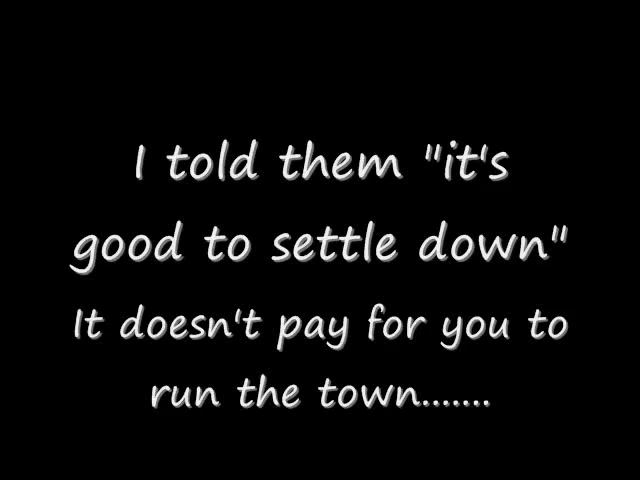 I told them "it's
good to settle down"
It doesn't pay for you to
run the town.......